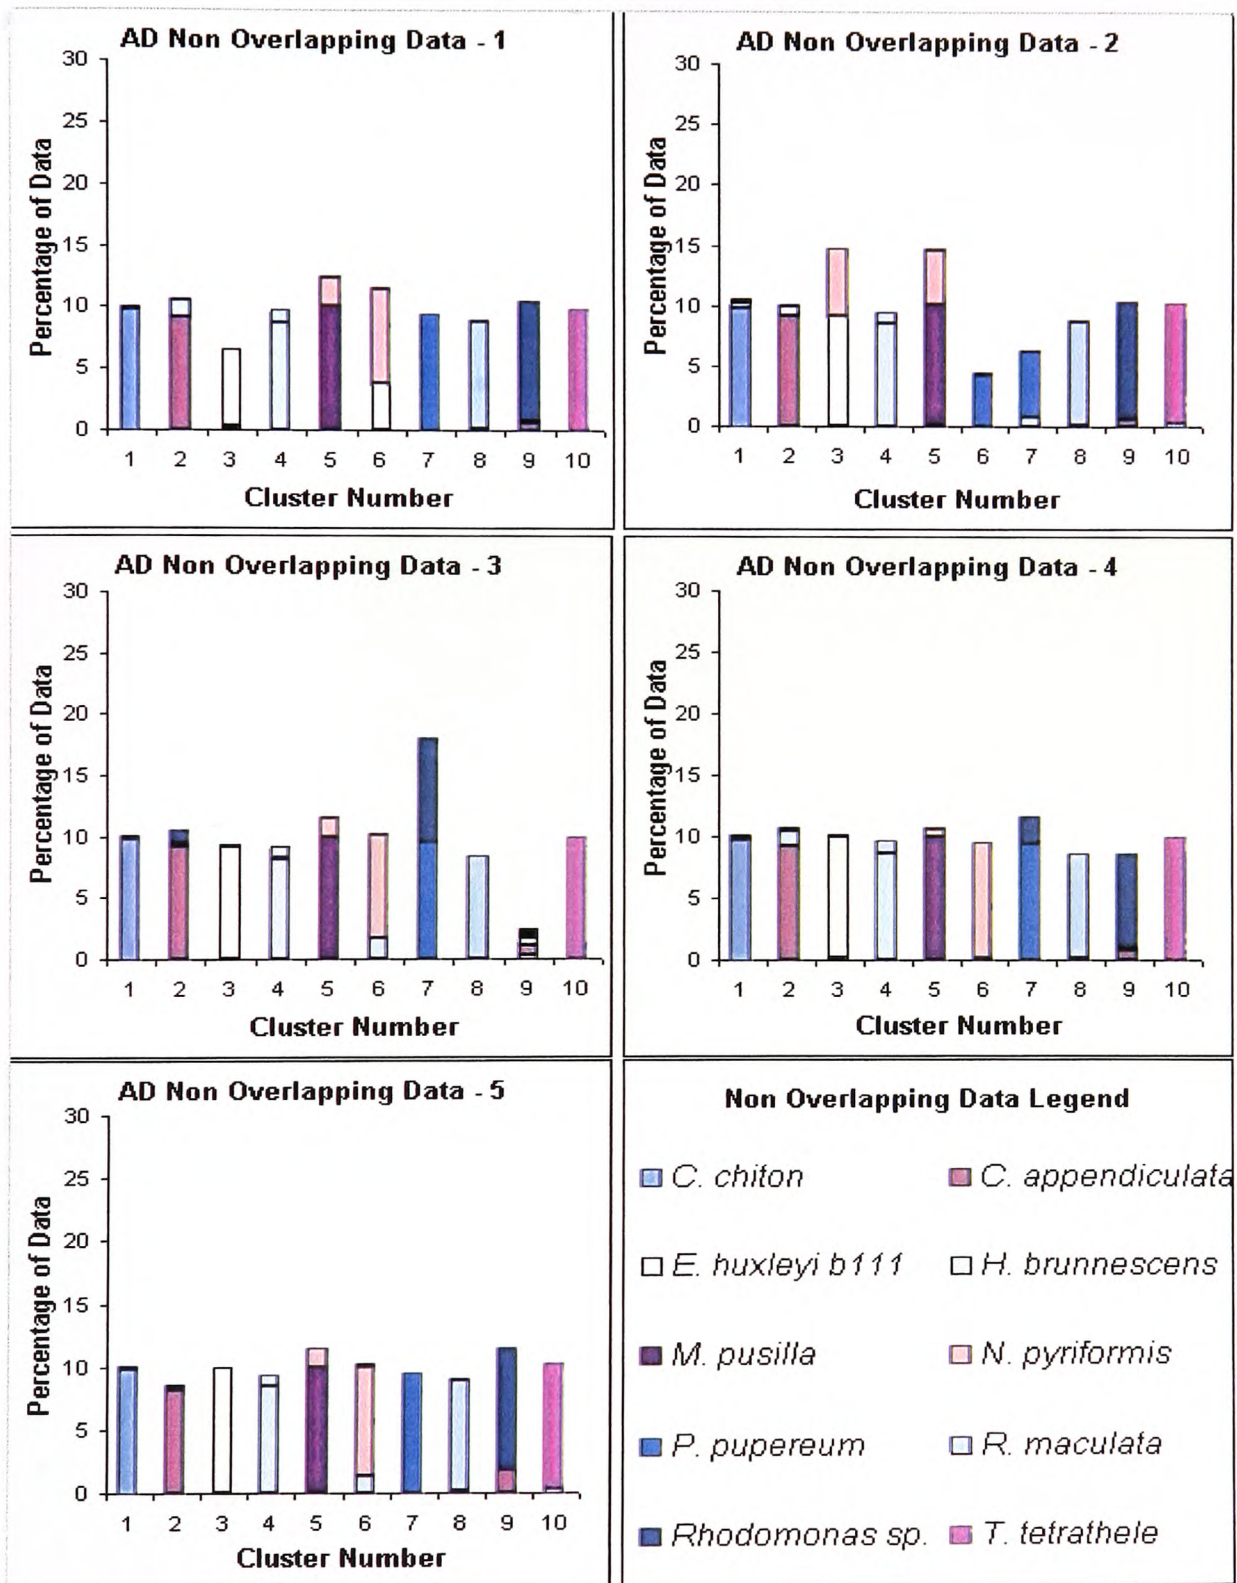 AD Non Overlapping Data - 1
30
25
20
15
10
5
0
Percentage of Data
1 2 3 4 5 6 7 8 9 10
Cluster Number
AD Non Overlapping Data - 2
30
25
20
15
10
5
0
Percentage of Data
1 2 3 4 5 6 7 8 9 10
Cluster Number
AD Non Overlapping Data - 3
30
25
20
15
10
5
0
Percentage of Data
1 2 3 4 5 6 7 8 9 10
Cluster Number
AD Non Overlapping Data - 4
30
25
20
15
10
5
0
Percentage of Data
1 2 3 4 5 6 7 8 9 10
Cluster Number
AD Non Overlapping Data - 5
30
25
20
15
10
5
0
Percentage of Data
1 2 3 4 5 6 7 8 9 10
Cluster Number
Non Overlapping Data Legend
C. chiton C. appendiculata
E. huxleyi b111 H. brunnescens
M. pusilla N. pyriformis
P. pupereum R. maculata
Rhodomonas sp. T. tetrathele